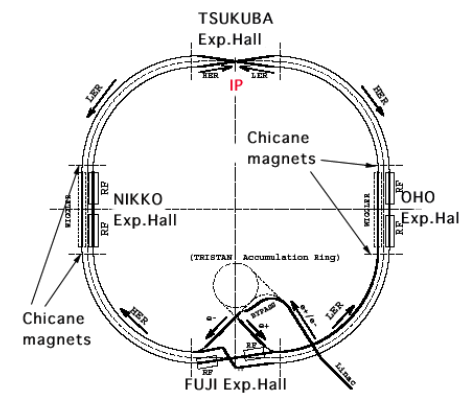 TSUKUBA
Exp.Hall
HER
LER
IP
LER
HER
Chicane
magnets
WIGGLER
RF
RF
NIKKO
Exp.Hall
WIGGLER
RF
RF
OHO
Exp.Hal
(TRISTAN Accumulation Ring)
Chicane
magnets
HER
e-
e+
BYPASS
e+/e-
LER
RF
RF
Linac
FUJI Exp.Hall